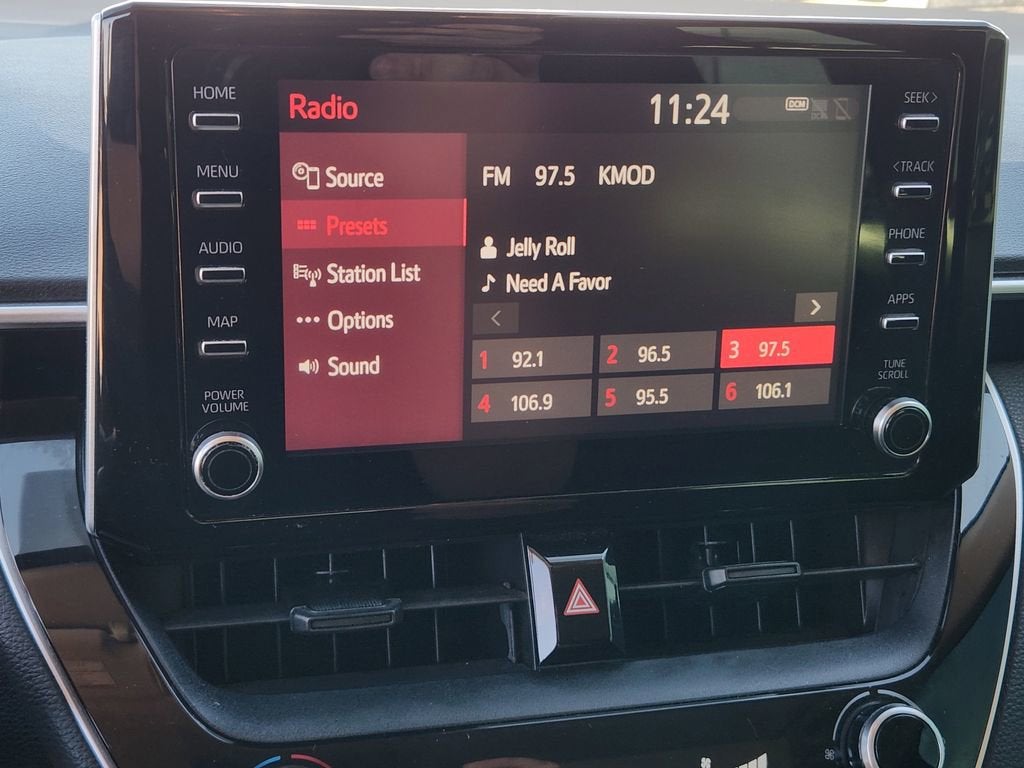 HOME
MENU
AUDIO
MAP
POWER
VOLUME
Radio
11:24
DCM
Source
Presets
Station List
Options
Sound
FM 97.5 KMOD
Jelly Roll
Need A Favor
< >
1 92.1 2 96.5 3 97.5
4 106.9 5 95.5 6 106.1
SEEK >
< TRACK
PHONE
APPS
TUNE
SCROLL